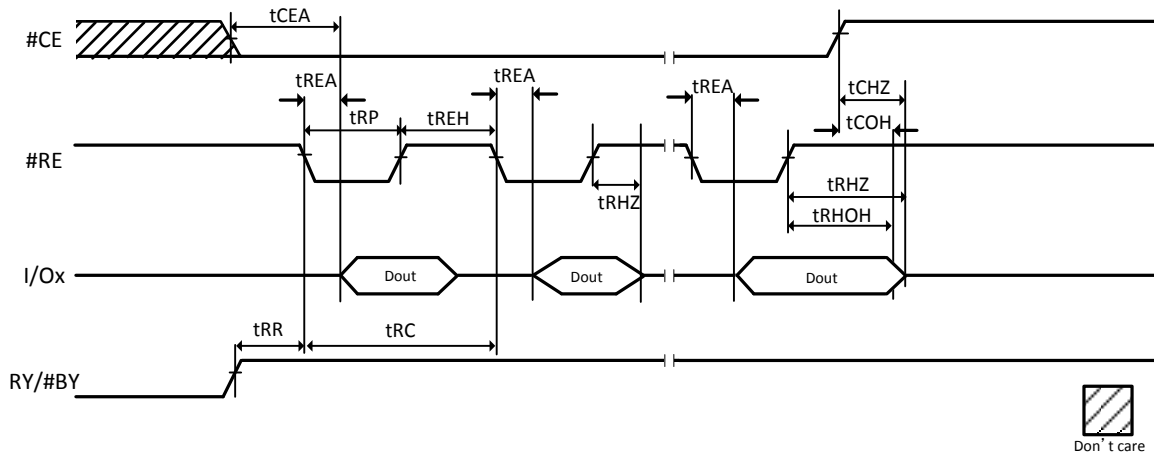 tCEA
#CE
tREA
tREA
tREA
tCHZ
tRP
tREH
tCOH
#RE
tRHZ
tRHZ
tRHOH
I/Ox
Dout
Dout
Dout
tRR
tRC
RY/#BY
Don't care